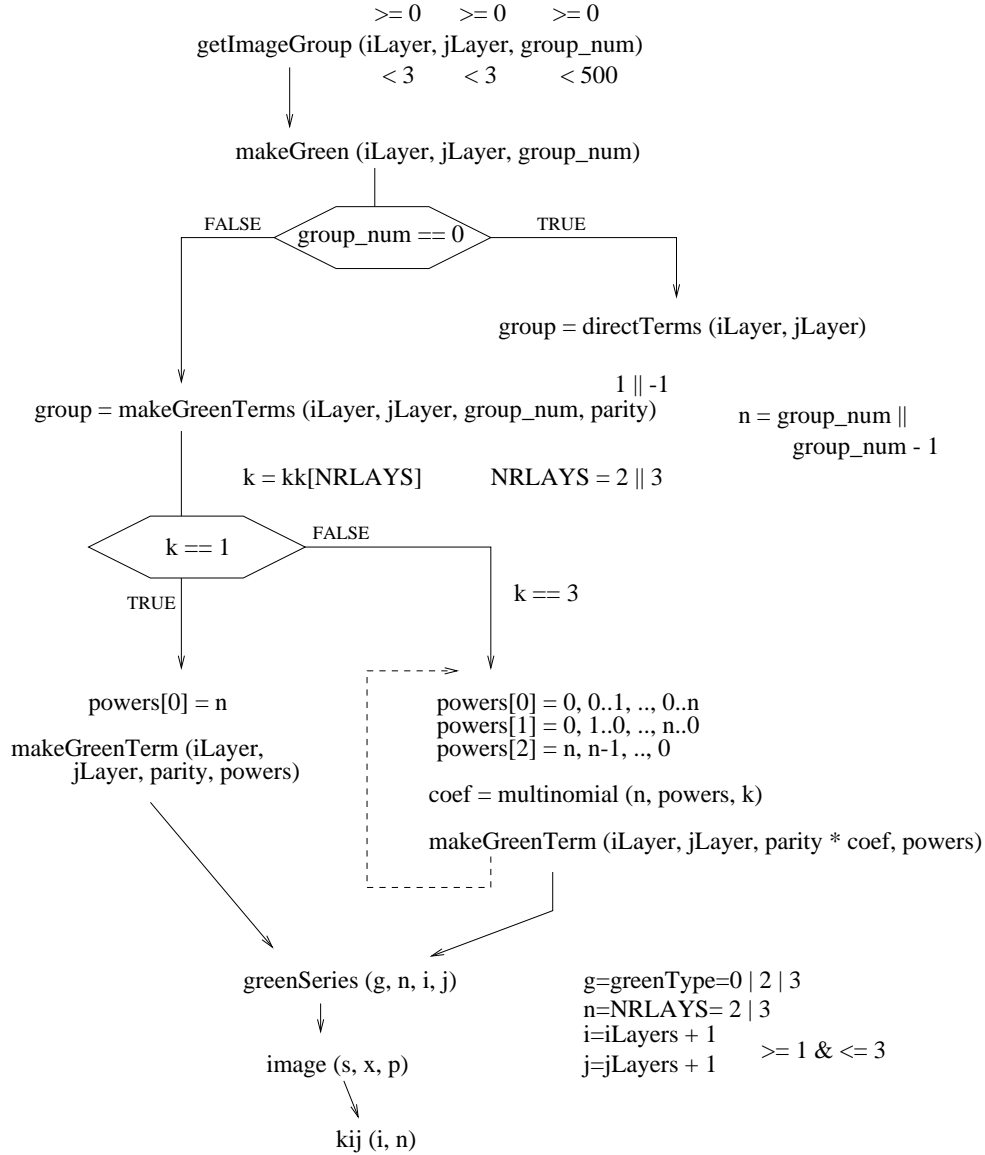 >= 0 >= 0 >= 0
getImageGroup (iLayer, jLayer, group_num)
< 3 < 3 < 500
makeGreen (iLayer, jLayer, group_num)
FALSE TRUE
group_num == 0
group = directTerms (iLayer, jLayer)
1 || -1
group = makeGreenTerms (iLayer, jLayer, group_num, parity)
n = group_num ||
group_num - 1
k = kk[NRLAYS] NRLAYS = 2 || 3
FALSE
k == 1
TRUE
k == 3
powers[0] = n
makeGreenTerm (iLayer,
jLayer, parity, powers)
powers[0] = 0, 0..1, .., 0..n
powers[1] = 0, 1..0, .., n..0
powers[2] = n, n-1, .., 0
coef = multinomial (n, powers, k)
makeGreenTerm (iLayer, jLayer, parity * coef, powers)
greenSeries (g, n, i, j)
image (s, x, p)
kij (i, n)
g=greenType=0 | 2 | 3
n=NRLAYS= 2 | 3
i=iLayers + 1
j=jLayers + 1
>= 1 & <= 3